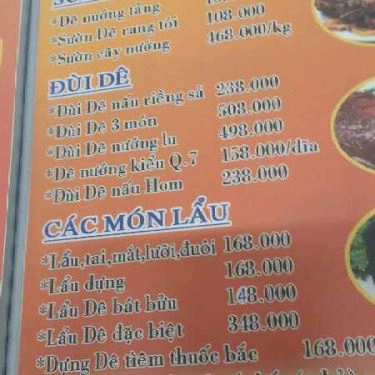 *Dê nướng tảng
*Sườn Dê rang tỏi 108.000
*Sườn cây nướng 468.000/kg
ĐÙI DÊ
*Đùi Dê nấu riềng sả 238.000
*Đùi Dê 3 món 508.000
*Đùi Dê nướng lu 498.000
*Dê nướng kiểu Q.7 158.000/dĩa
*Đùi Dê nấu Hom 238.000
CÁC MÓN LẨU
*Lẩu,tai,mắt,lưỡi,đuôi 168.000
*Lẩu dựng 168.000
*Lẩu Dê bát bửu 148.000
*Lẩu Dê đặc biệt 348.000
*Dựng Dê tiềm thuốc bắc 168.000